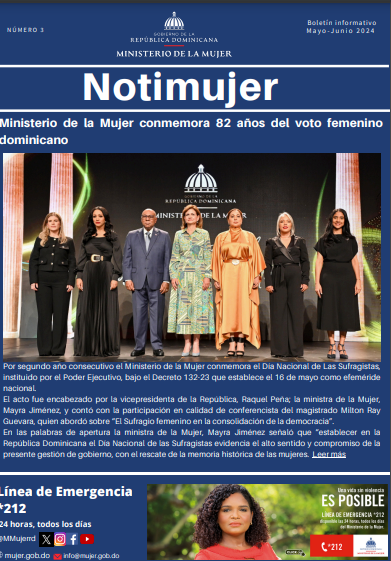 NÚMERO 3
GOBIERNO DE LA
REPÚBLICA DOMINICANA
MINISTERIO DE LA MUJER
Boletín informativo
Mayo-Junio 2024
Notimujer
Ministerio de la Mujer conmemora 82 años del voto femenino
dominicano
GOBIERNO DE LA
REPÚBLICA DOMINICANA
MINISTERIO DE LA MUJER
Por segundo año consecutivo el Ministerio de la Mujer conmemora el Día Nacional de Las Sufragistas,
instituido por el Poder Ejecutivo, bajo el Decreto 132-23 que establece el 16 de mayo como efeméride
nacional.
El acto fue encabezado por la vicepresidenta de la República, Raquel Peña; la ministra de la Mujer,
Mayra Jiménez, y contó con la participación en calidad de conferencista del magistrado Milton Ray
Guevara, quien abordó sobre "El Sufragio Femenino en la consolidación de la democracia".
En las palabras de apertura la ministra de la Mujer, Mayra Jiménez señaló que "establecer en la
República Dominicana el Día Nacional de las Sufragistas evidencia el alto sentido y compromiso de la
presente gestión de gobierno, con el rescate de la memoria histórica de las mujeres. Leer más
Línea de Emergencia
*212
24 horas, todos los días
@MMujerrd
mujer.gob.do
info@mujer.gob.do
Una vida sin violencia
ES POSIBLE
LÍNEA DE EMERGENCIA *212
disponible las 24 horas, todos los días
del Ministerio de la Mujer.
*212